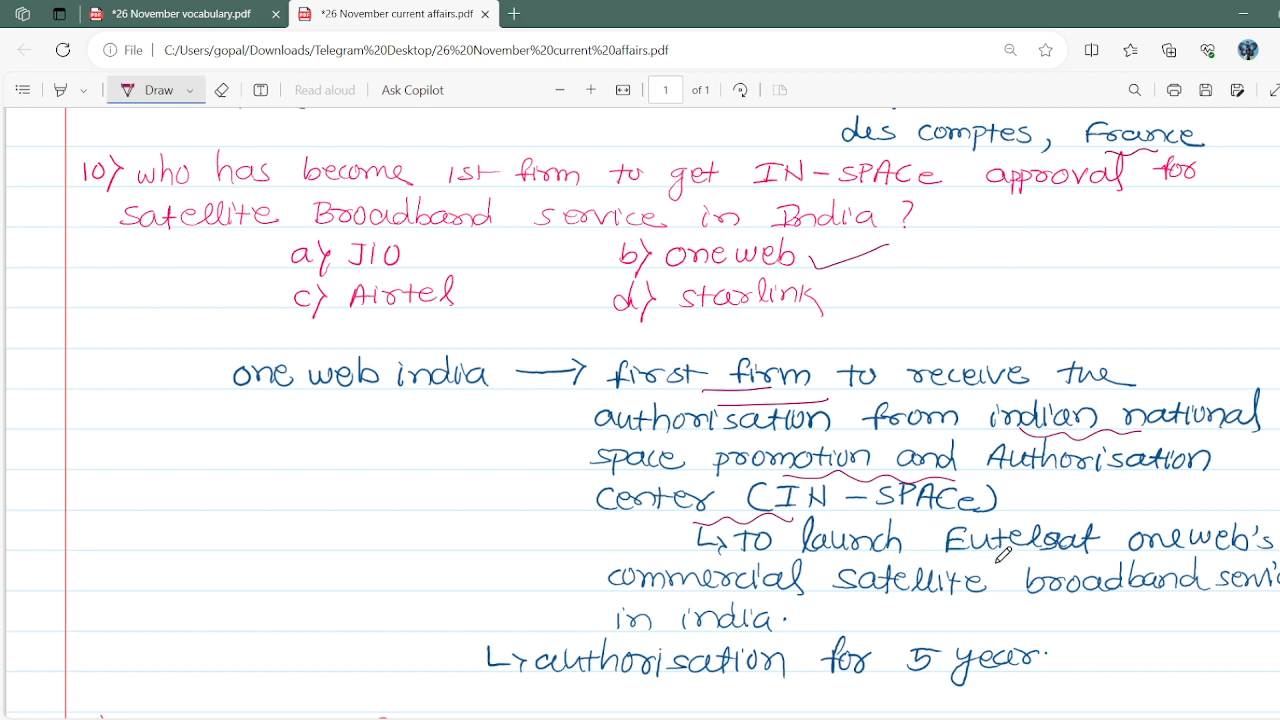 *26 November vocabulary.pdf
*26 November current affairs.pdf
File C:/Users/gopal/Downloads/Telegram%20Desktop/26%20November%20current%20affairs.pdf
Draw Read aloud Ask Copilot 1 of 1
des comptes, France
10) who has become 1st firm to get IN-SPACe approval for
satellite Broadband service in India?
a) JIO b) one web
c) Airtel d) starlink
one web india → first firm to receive the
authorisation from indian national
space promotion and Authorisation
Center (IN-SPACe)
↳ TO launch Eutelsat oneweb's
commercial satellite broadband servi
in india.
↳ authorisation for 5 year.